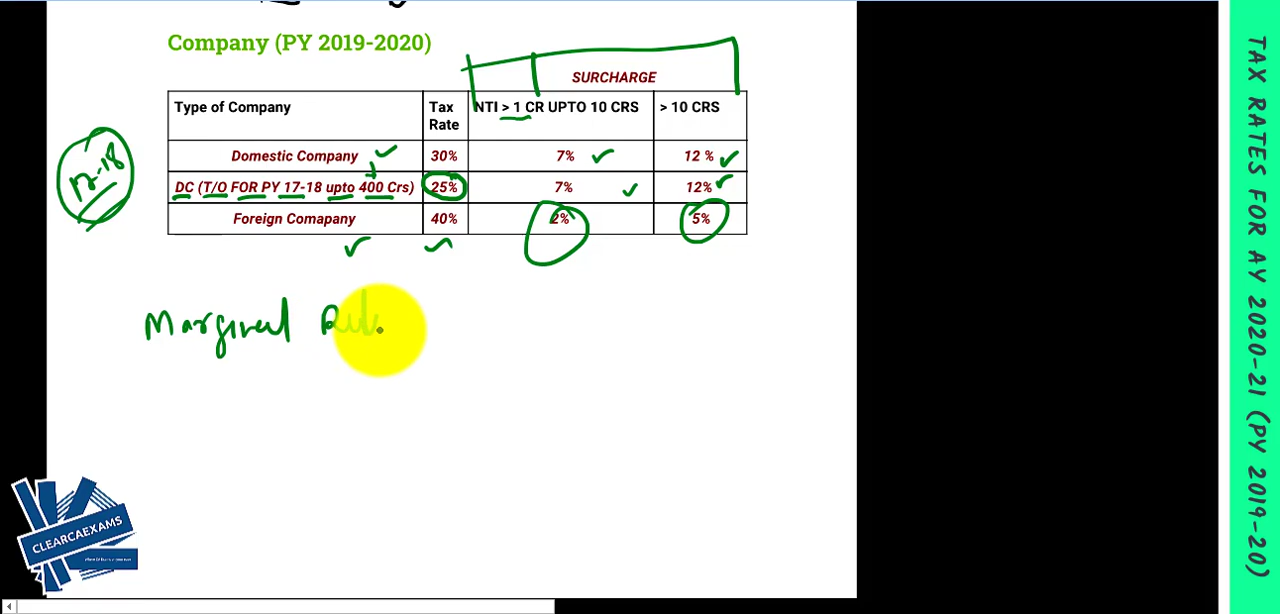 Company (PY 2019-2020)
SURCHARGE
Type of Company Tax Rate NTI > 1 CR UPTO 10 CRS > 10 CRS
Domestic Company 30% 7% 12 %
DC (T/O FOR PY 17-18 upto 400 Crs) 25% 7% 12%
Foreign Comapany 40% 2% 5%
17-18
Marginal
CLEARCAEXAMS
TAX RATES FOR AY 2020-21 (PY 2019-20)